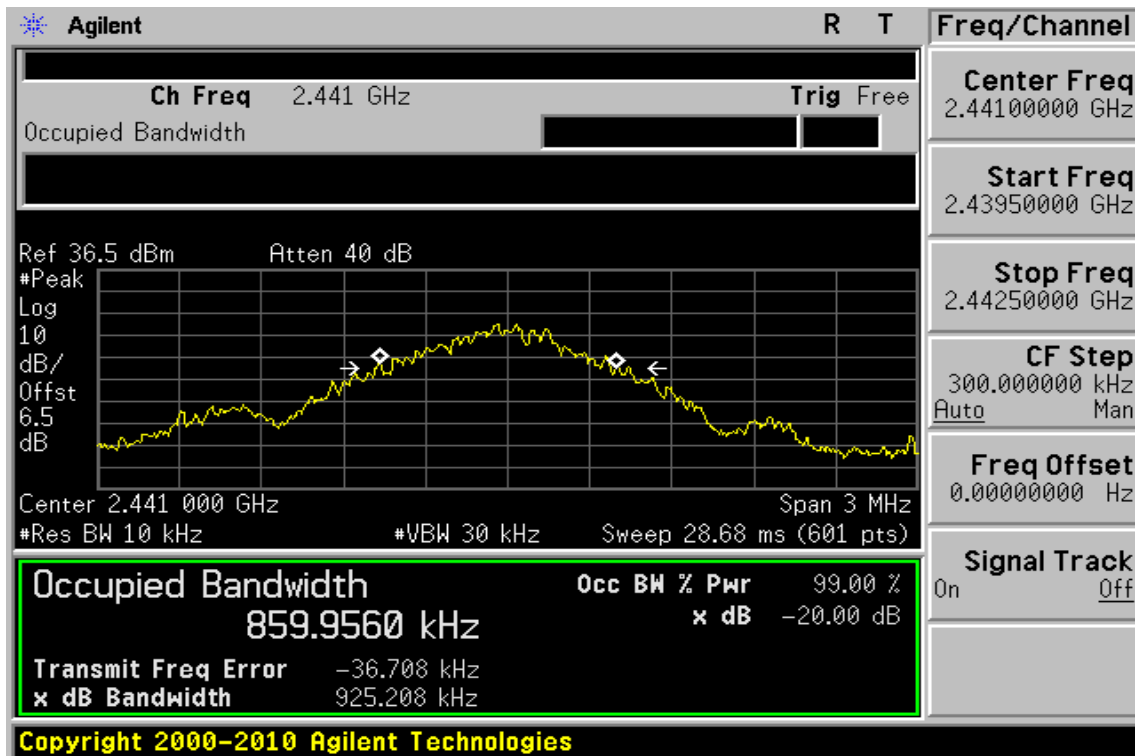 Agilent R T Freq/Channel
Ch Freq 2.441 GHz Trig Free
Occupied Bandwidth
Center Freq
2.44100000 GHz
Start Freq
2.43950000 GHz
Stop Freq
2.44250000 GHz
CF Step
300.000000 kHz
Auto Man
Freq Offset
0.00000000 Hz
Signal Track
On Off
Ref 36.5 dBm Atten 40 dB
#Peak
Log
10
dB/
Offst
6.5
dB
Center 2.441 000 GHz Span 3 MHz
#Res BW 10 kHz #VBW 30 kHz Sweep 28.68 ms (601 pts)
Occupied Bandwidth
859.9560 kHz
Occ BW % Pwr 99.00 %
x dB -20.00 dB
Transmit Freq Error -36.708 kHz
x dB Bandwidth 925.208 kHz
Copyright 2000-2010 Agilent Technologies